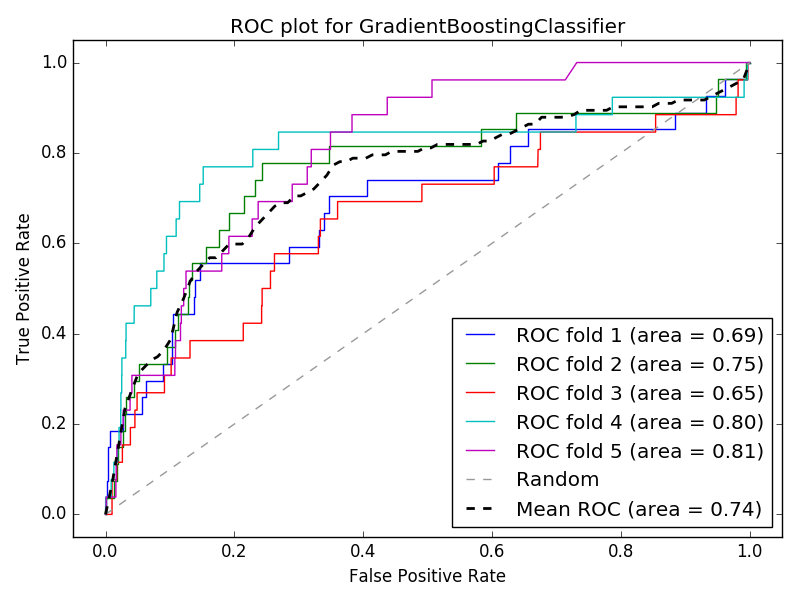 ROC plot for GradientBoostingClassifier
True Positive Rate
1.0
0.8
0.6
0.4
0.2
0.0
0.0 0.2 0.4 0.6 0.8 1.0
False Positive Rate
ROC fold 1 (area = 0.69)
ROC fold 2 (area = 0.75)
ROC fold 3 (area = 0.65)
ROC fold 4 (area = 0.80)
ROC fold 5 (area = 0.81)
Random
Mean ROC (area = 0.74)